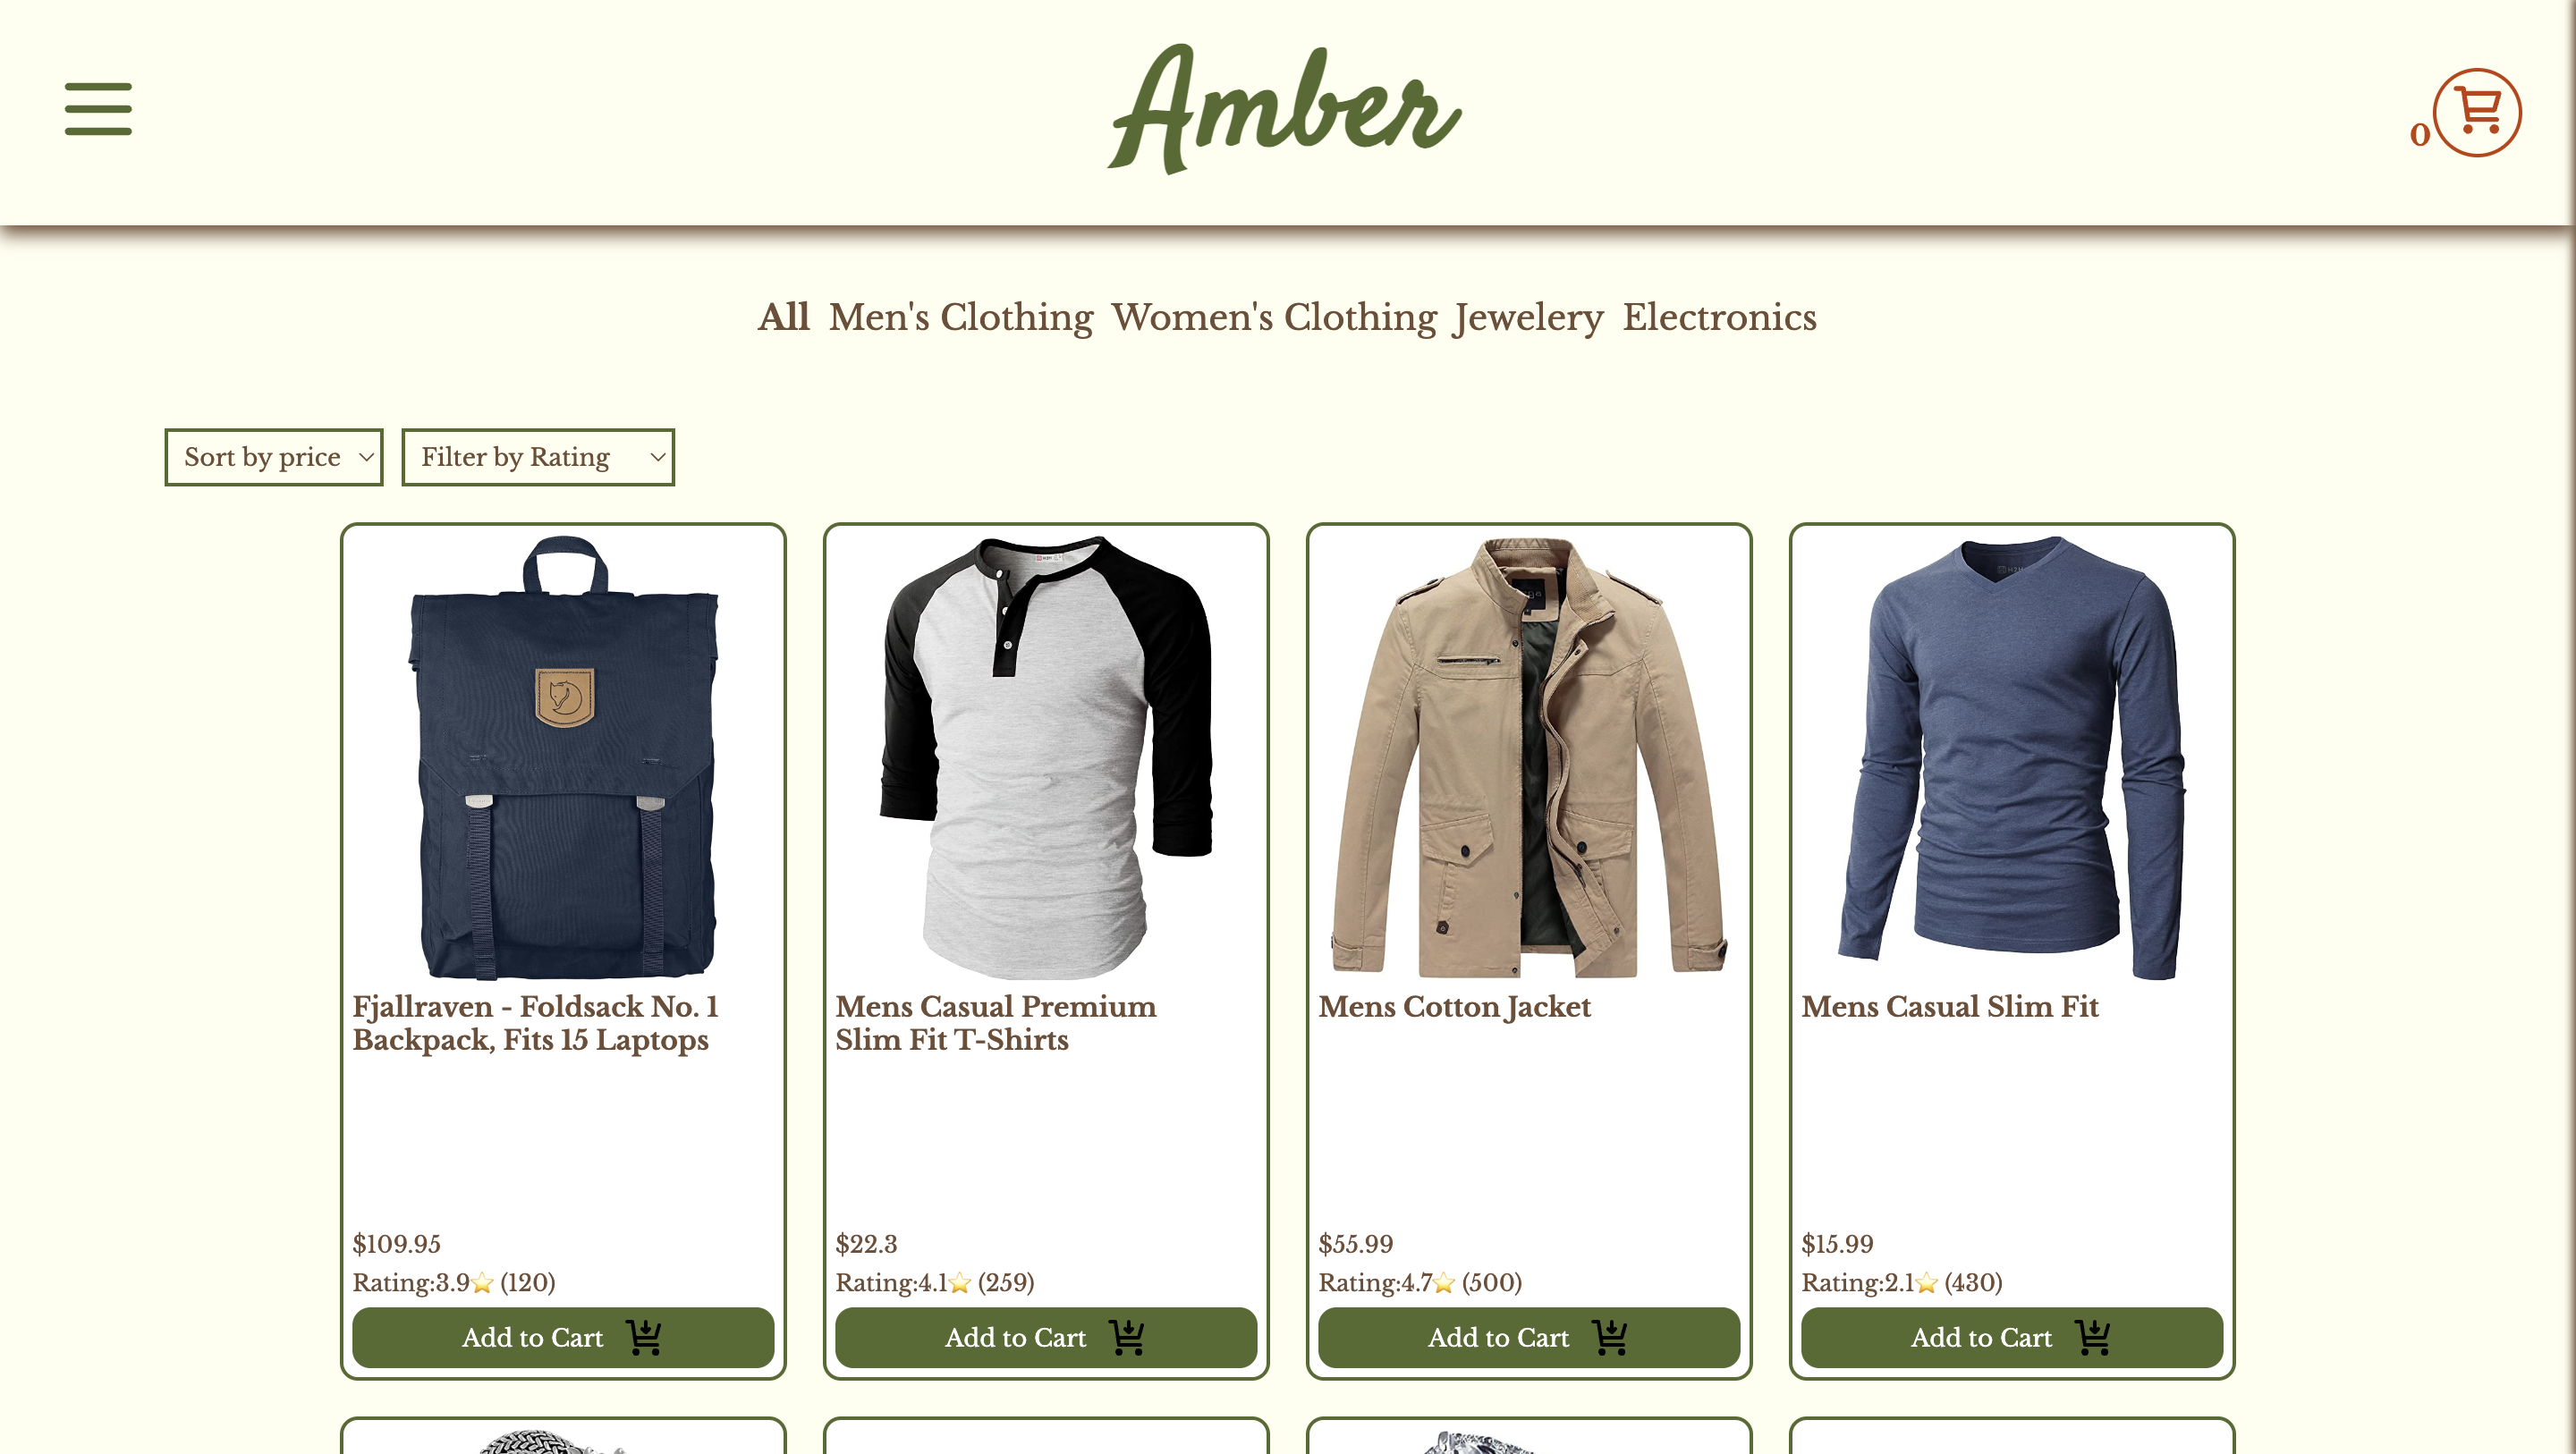 Amber
0
All Men's Clothing Women's Clothing Jewelery Electronics
Sort by price
Filter by Rating
Fjallraven - Foldsack No. 1
Backpack, Fits 15 Laptops
$109.95
Rating:3.9⭐ (120)
Add to Cart
Mens Casual Premium
Slim Fit T-Shirts
$22.3
Rating:4.1⭐ (259)
Add to Cart
Mens Cotton Jacket
$55.99
Rating:4.7⭐ (500)
Add to Cart
Mens Casual Slim Fit
$15.99
Rating:2.1⭐ (430)
Add to Cart